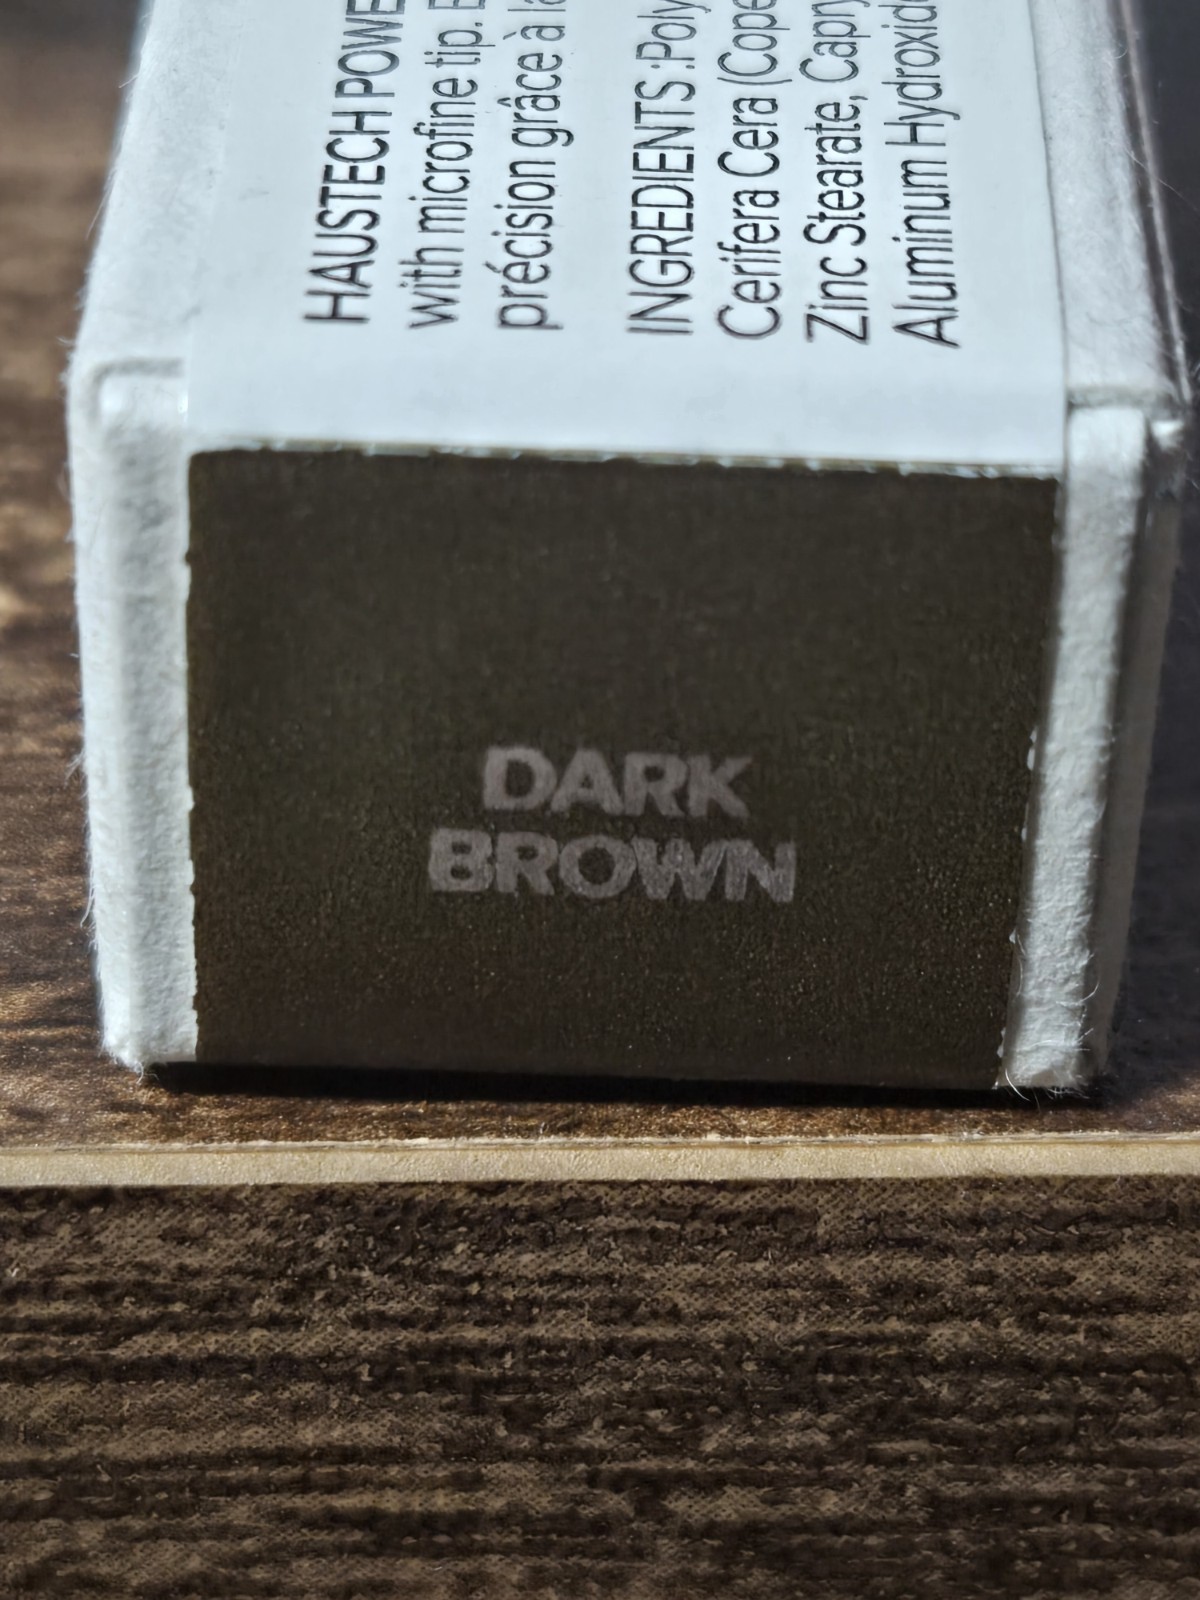 HAUSTECH POWE
with microfine tip. E
précision grâce à la
INGREDIENTS :Poly
Cerifera Cera (Cope
Zinc Stearate, Capry
Aluminum Hydroxide
DARK
BROWN